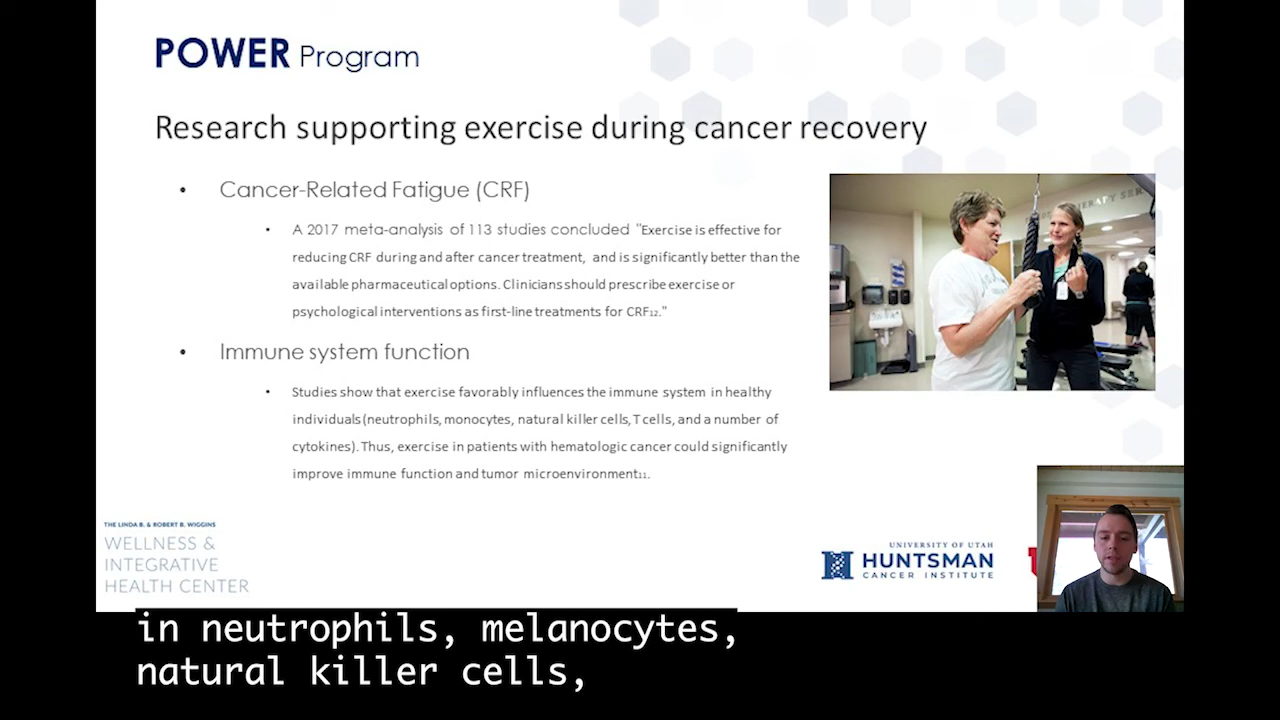 POWER Program
Research supporting exercise during cancer recovery
• Cancer-Related Fatigue (CRF)
• A 2017 meta-analysis of 113 studies concluded "Exercise is effective for
reducing CRF during and after cancer treatment, and is significantly better than the
available pharmaceutical options. Clinicians should prescribe exercise or
psychological interventions as first-line treatments for CRF12."
• Immune system function
• Studies show that exercise favorably influences the immune system in healthy
individuals (neutrophils, monocytes, natural killer cells, T cells, and a number of
cytokines). Thus, exercise in patients with hematologic cancer could significantly
improve immune function and tumor microenvironment11.
THE LINDA B. & ROBERT B. WIGGINS
WELLNESS &
INTEGRATIVE
HEALTH CENTER
UNIVERSITY OF UTAH
HUNTSMAN
CANCER INSTITUTE
in neutrophils, melanocytes,
natural killer cells,